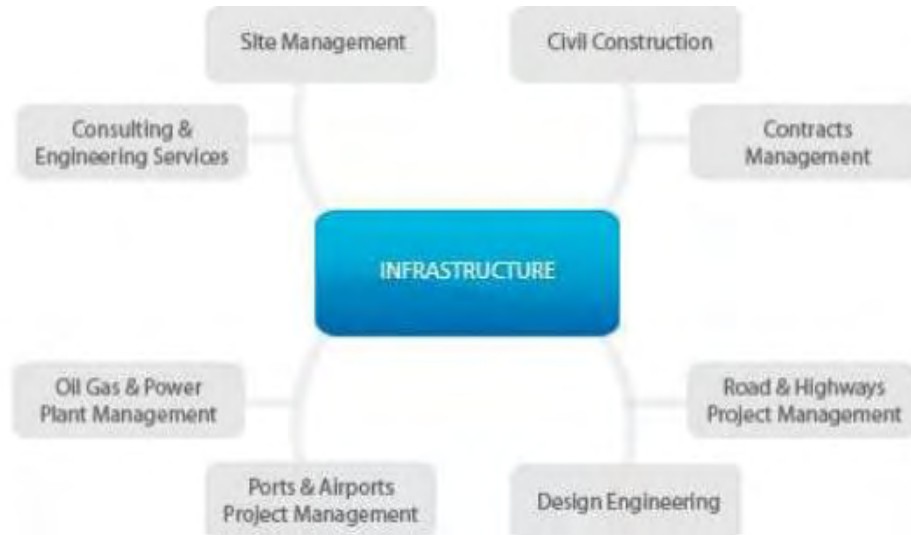 Site Management
Civil Construction
Consulting &
Engineering Services
Contracts
Management
INFRASTRUCTURE
Oil Gas & Power
Plant Management
Road & Highways
Project Management
Ports & Airports
Project Management
Design Engineering